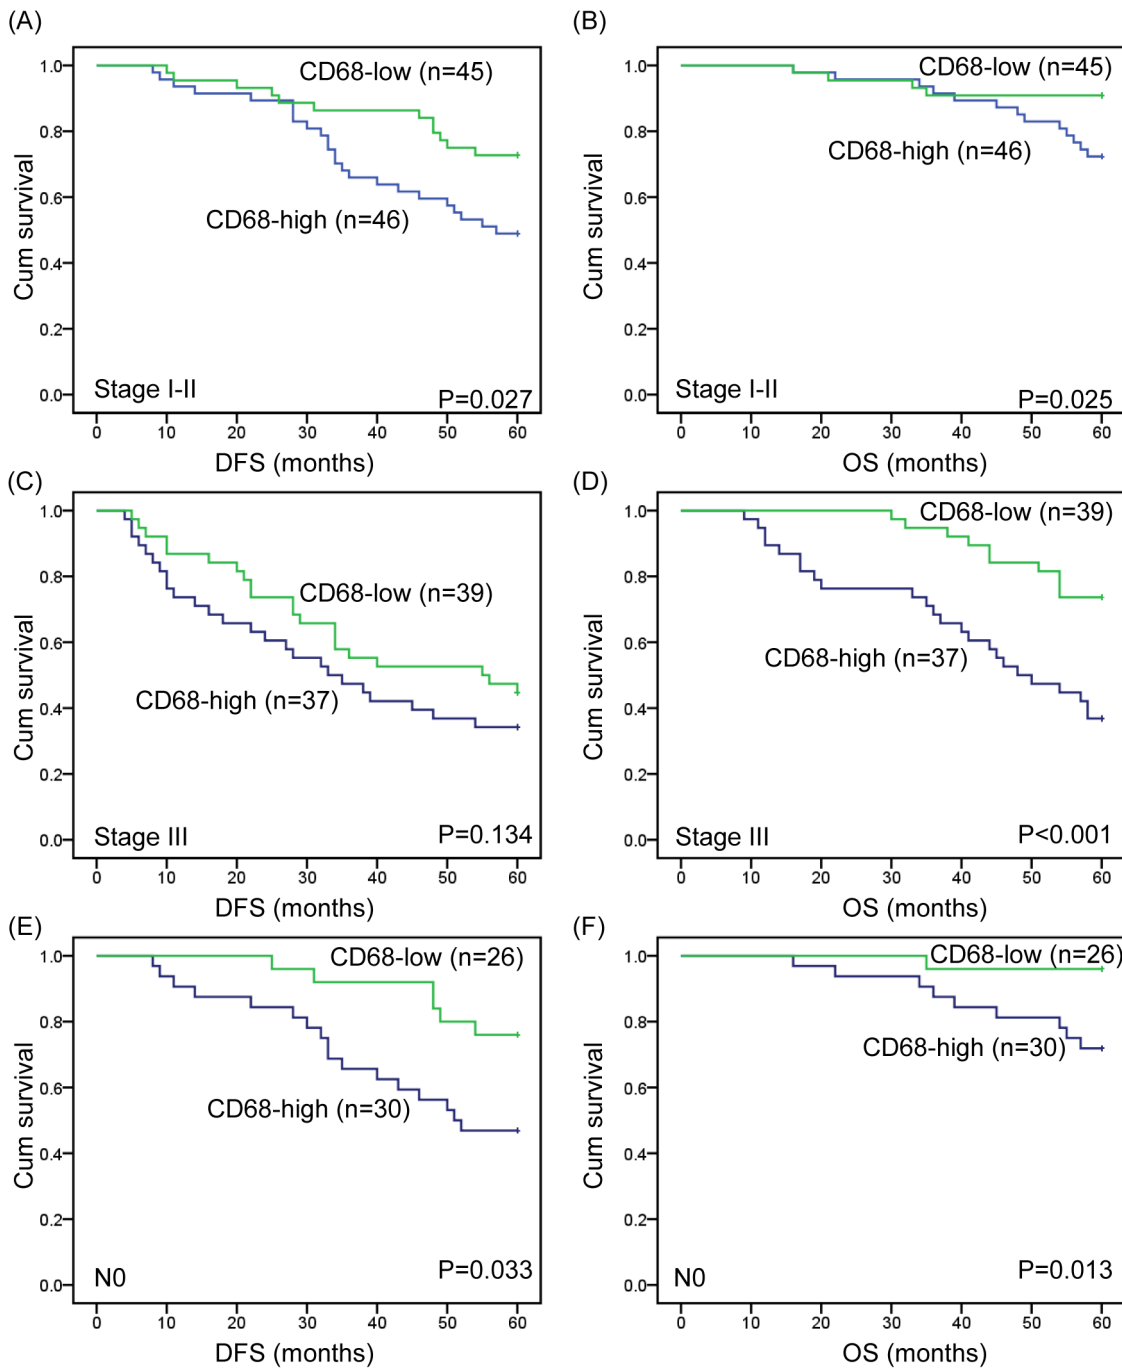 (A)
1.0
0.8
0.6
0.4
0.2
0.0
Cum survival
CD68-low (n=45)
CD68-high (n=46)
Stage I-II
P=0.027
0 10 20 30 40 50 60
DFS (months)
(B)
1.0
0.8
0.6
0.4
0.2
0.0
Cum survival
CD68-low (n=45)
CD68-high (n=46)
Stage I-II
P=0.025
0 10 20 30 40 50 60
OS (months)
(C)
1.0
0.8
0.6
0.4
0.2
0.0
Cum survival
CD68-low (n=39)
CD68-high (n=37)
Stage III
P=0.134
0 10 20 30 40 50 60
DFS (months)
(D)
1.0
0.8
0.6
0.4
0.2
0.0
Cum survival
CD68-low (n=39)
CD68-high (n=37)
Stage III
P<0.001
0 10 20 30 40 50 60
OS (months)
(E)
1.0
0.8
0.6
0.4
0.2
0.0
Cum survival
CD68-low (n=26)
CD68-high (n=30)
N0
P=0.033
0 10 20 30 40 50 60
DFS (months)
(F)
1.0
0.8
0.6
0.4
0.2
0.0
Cum survival
CD68-low (n=26)
CD68-high (n=30)
N0
P=0.013
0 10 20 30 40 50 60
OS (months)